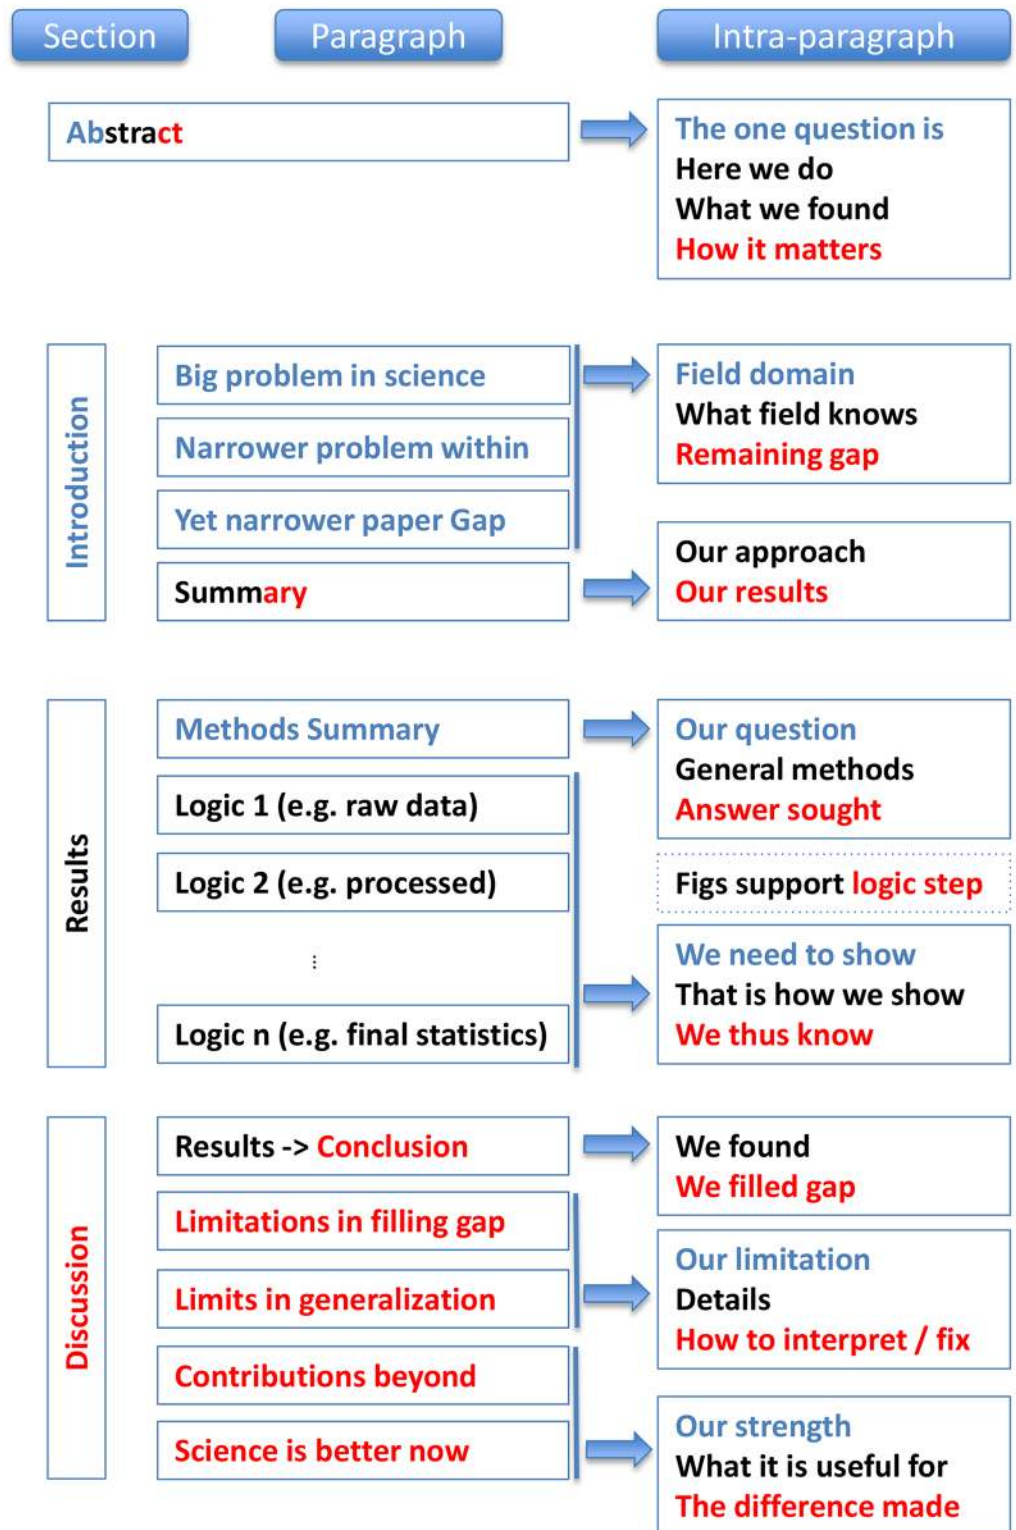 Section
Paragraph
Intra-paragraph
Abstract
The one question is
Here we do
What we found
How it matters
Introduction
Big problem in science
Narrower problem within
Yet narrower paper Gap
Summary
Field domain
What field knows
Remaining gap
Our approach
Our results
Results
Methods Summary
Logic 1 (e.g. raw data)
Logic 2 (e.g. processed)
...
Logic n (e.g. final statistics)
Our question
General methods
Answer sought
Figs support logic step
We need to show
That is how we show
We thus know
Discussion
Results -> Conclusion
Limitations in filling gap
Limits in generalization
Contributions beyond
Science is better now
We found
We filled gap
Our limitation
Details
How to interpret / fix
Our strength
What it is useful for
The difference made